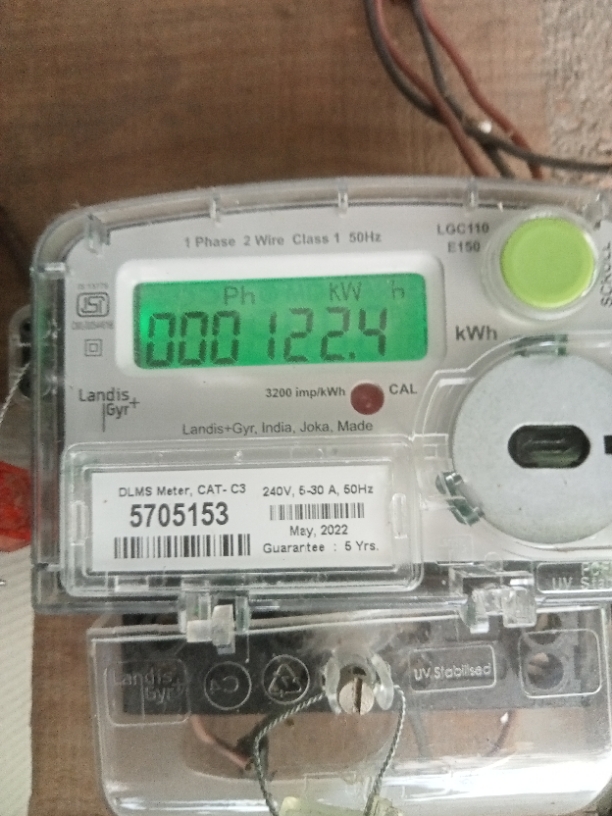 1 Phase 2 Wire Class 1 50Hz
LGC110
E150
SCROLL
Ph kW h
000122.4
kWh
Landis
Gyr+
3200 imp/kWh
CAL
Landis+Gyr, India, Joka, Made
DLMS Meter, CAT- C3
5705153
240V, 5-30 A, 50Hz
May, 2022
Guarantee : 5 Yrs.
UV
Landis
Gyr
UV Stabilised